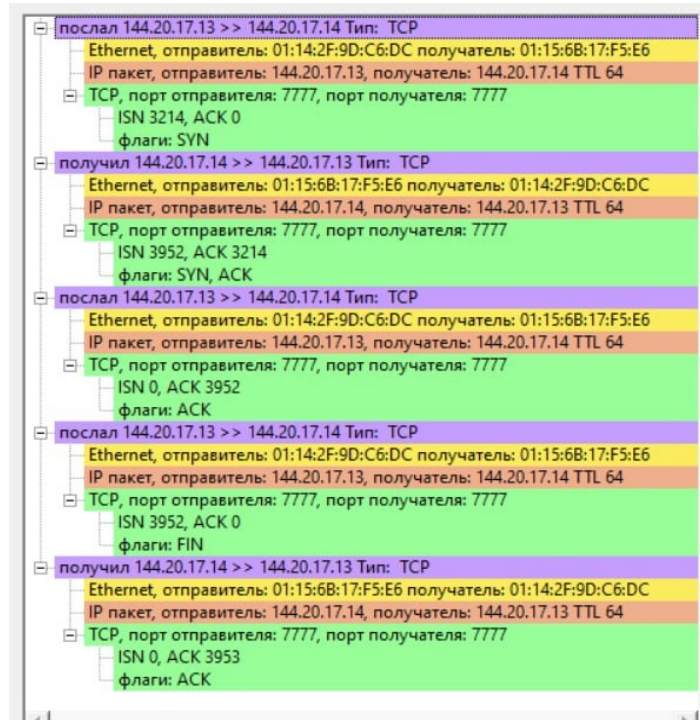 послал 144.20.17.13 >> 144.20.17.14 Тип: TCP
Ethernet, отправитель: 01:14:2F:9D:C6:DC получатель: 01:15:6B:17:F5:E6
IP пакет, отправитель: 144.20.17.13, получатель: 144.20.17.14 TTL 64
TCP, порт отправителя: 7777, порт получателя: 7777
ISN 3214, ACK 0
флаги: SYN
получил 144.20.17.14 >> 144.20.17.13 Тип: TCP
Ethernet, отправитель: 01:15:6B:17:F5:E6 получатель: 01:14:2F:9D:C6:DC
IP пакет, отправитель: 144.20.17.14, получатель: 144.20.17.13 TTL 64
TCP, порт отправителя: 7777, порт получателя: 7777
ISN 3952, ACK 3214
флаги: SYN, ACK
послал 144.20.17.13 >> 144.20.17.14 Тип: TCP
Ethernet, отправитель: 01:14:2F:9D:C6:DC получатель: 01:15:6B:17:F5:E6
IP пакет, отправитель: 144.20.17.13, получатель: 144.20.17.14 TTL 64
TCP, порт отправителя: 7777, порт получателя: 7777
ISN 0, ACK 3952
флаги: ACK
послал 144.20.17.13 >> 144.20.17.14 Тип: TCP
Ethernet, отправитель: 01:14:2F:9D:C6:DC получатель: 01:15:6B:17:F5:E6
IP пакет, отправитель: 144.20.17.13, получатель: 144.20.17.14 TTL 64
TCP, порт отправителя: 7777, порт получателя: 7777
ISN 3952, ACK 0
флаги: FIN
получил 144.20.17.14 >> 144.20.17.13 Тип: TCP
Ethernet, отправитель: 01:15:6B:17:F5:E6 получатель: 01:14:2F:9D:C6:DC
IP пакет, отправитель: 144.20.17.14, получатель: 144.20.17.13 TTL 64
TCP, порт отправителя: 7777, порт получателя: 7777
ISN 0, ACK 3953
флаги: ACK